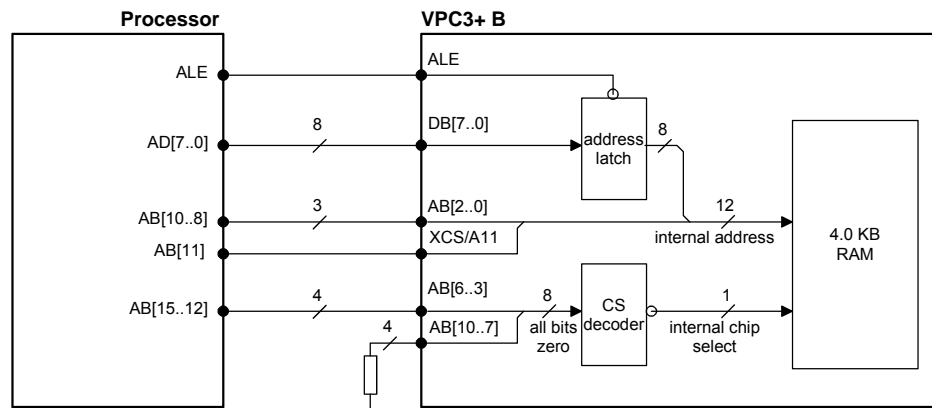 Processor VPC3+ B
ALE ALE
AD[7..0] 8 DB[7..0] address latch 8
AB[10..8] 3 AB[2..0] 12 internal address
AB[11] XCS/A11
4.0 KB RAM
AB[15..12] 4 AB[6..3] 8 all bits zero CS decoder 1 internal chip select
4 AB[10..7]